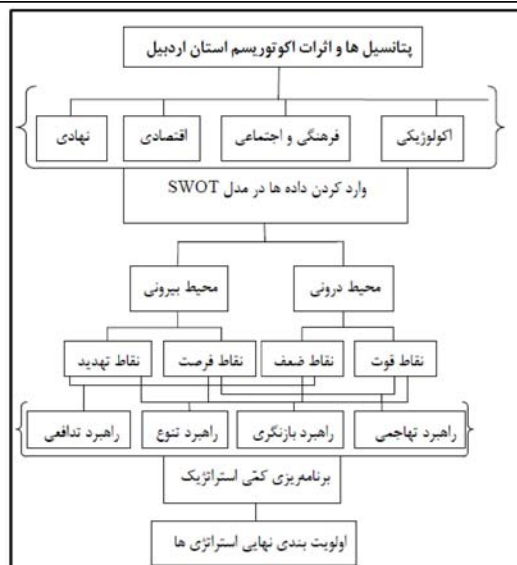 پتانسیل ها و اثرات اکوتوریسم استان اردبیل
اکولوژیکی
فرهنگی و اجتماعی
اقتصادی
نهادی
وارد کردن داده ها در مدل SWOT
محیط درونی
محیط بیرونی
نقاط قوت
نقاط ضعف
نقاط فرصت
نقاط تهدید
راهبرد تهاجمی
راهبرد بازنگری
راهبرد تنوع
راهبرد تدافعی
برنامه‌ریزی کمّی استراتژیک
اولویت بندی نهایی استراتژی ها